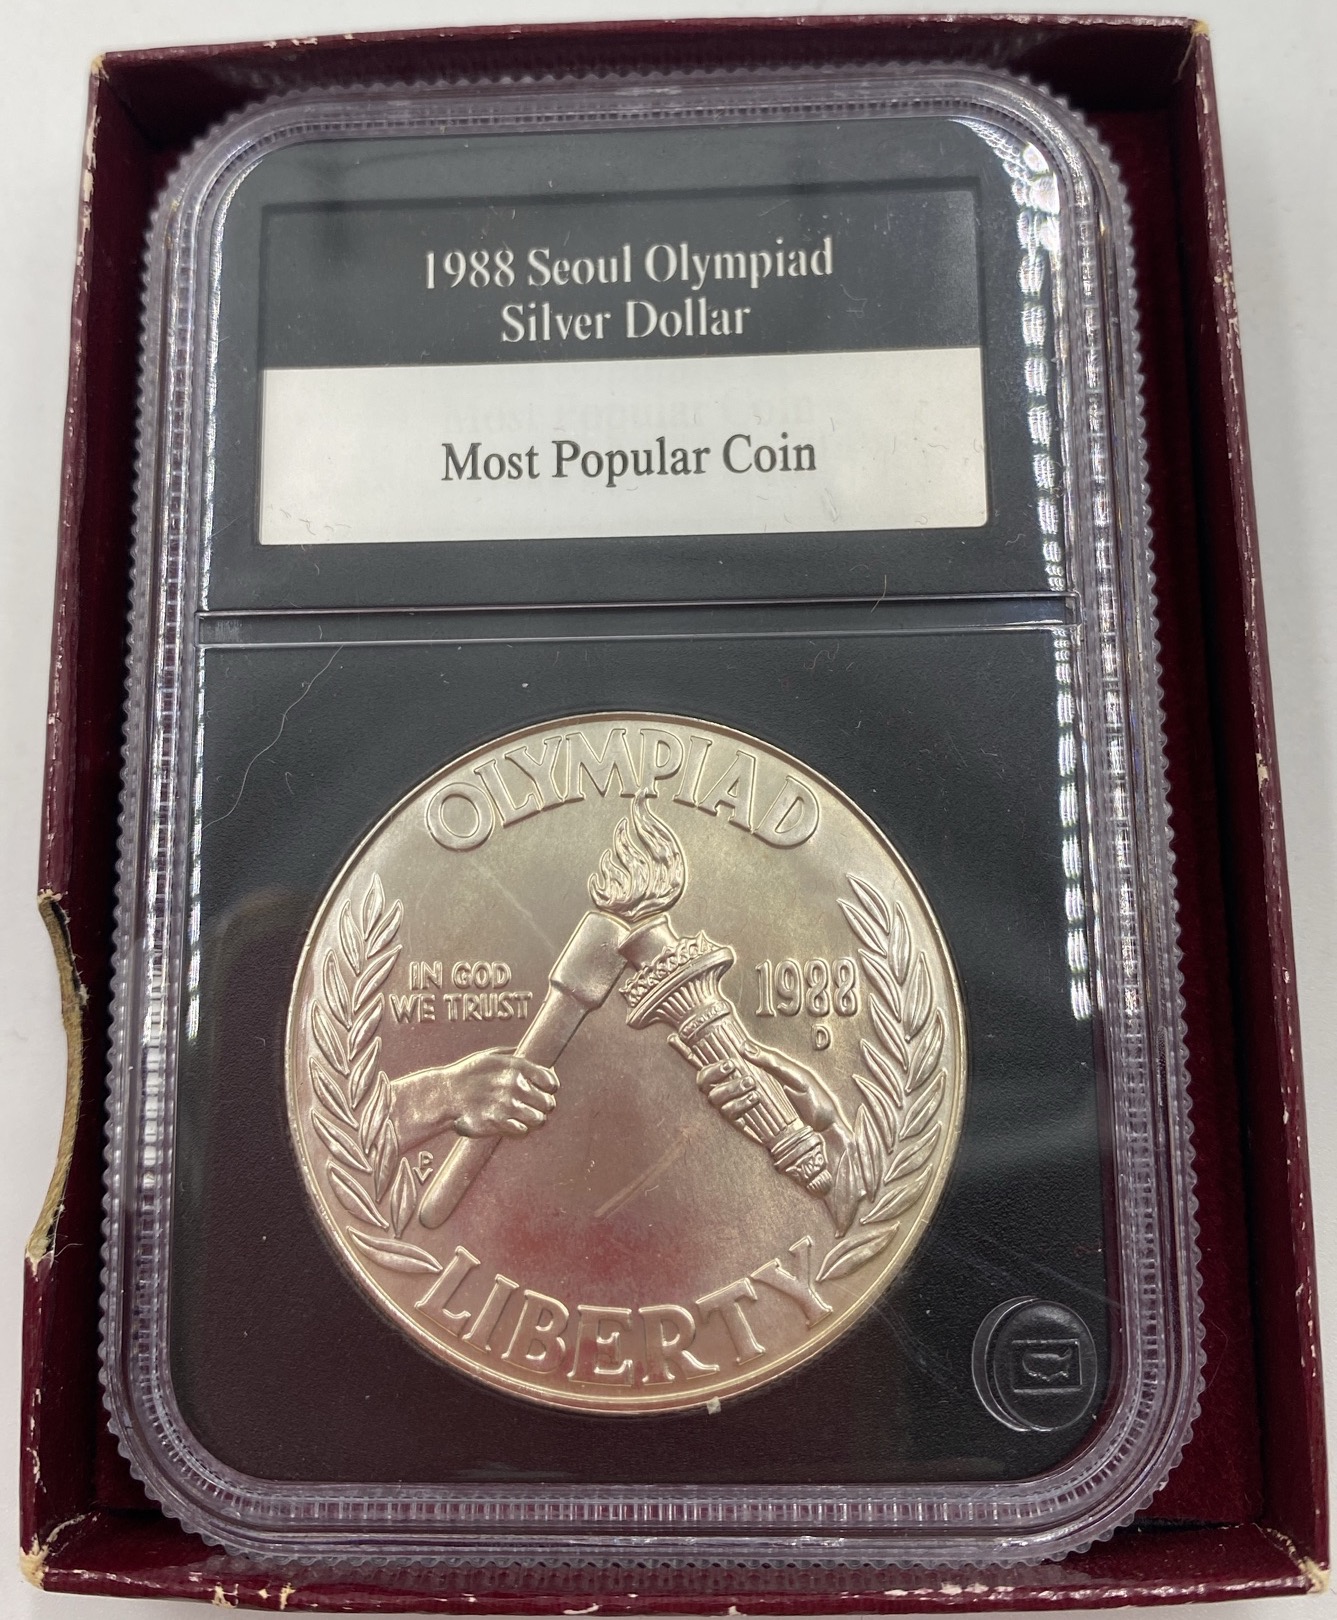 1988 Seoul Olympiad
Silver Dollar
Most Popular Coin
OLYMPIAD
IN GOD
WE TRUST
1988
D
P
LIBERTY